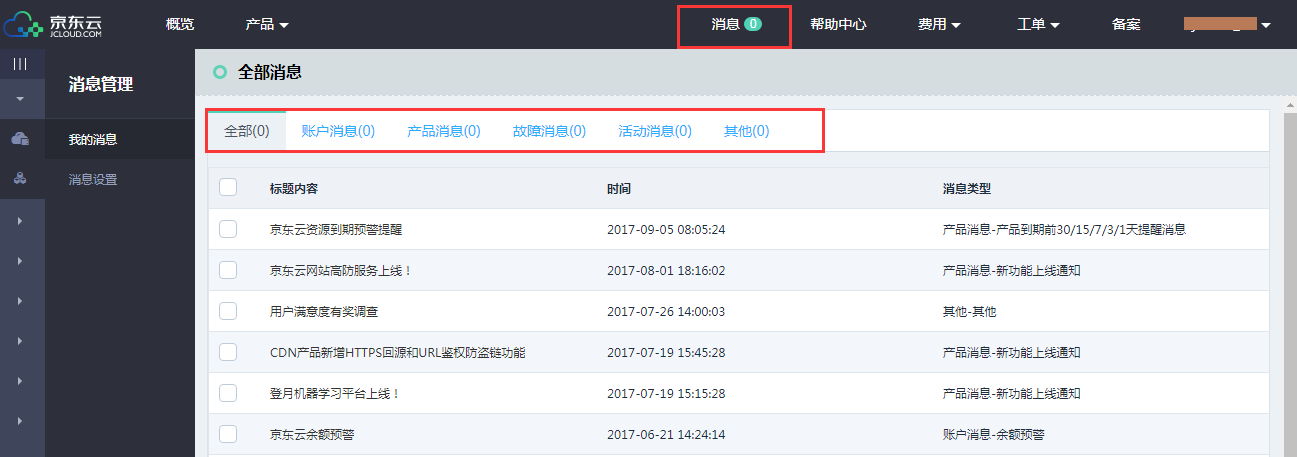 京东云
JCLOUD.COM
概览 产品 消息 0 帮助中心 费用 工单 备案
消息管理
我的消息
消息设置
全部消息
全部(0) 账户消息(0) 产品消息(0) 故障消息(0) 活动消息(0) 其他(0)
标题内容 时间 消息类型
京东云资源到期预警提醒 2017-09-05 08:05:24 产品消息-产品到期前30/15/7/3/1天提醒消息
京东云网站高防服务上线！ 2017-08-01 18:16:02 产品消息-新功能上线通知
用户满意度有奖调查 2017-07-26 14:00:03 其他-其他
CDN产品新增HTTPS回源和URL鉴权防盗链功能 2017-07-19 15:45:28 产品消息-新功能上线通知
登月机器学习平台上线！ 2017-07-19 15:15:28 产品消息-新功能上线通知
京东云余额预警 2017-06-21 14:24:14 账户消息-余额预警